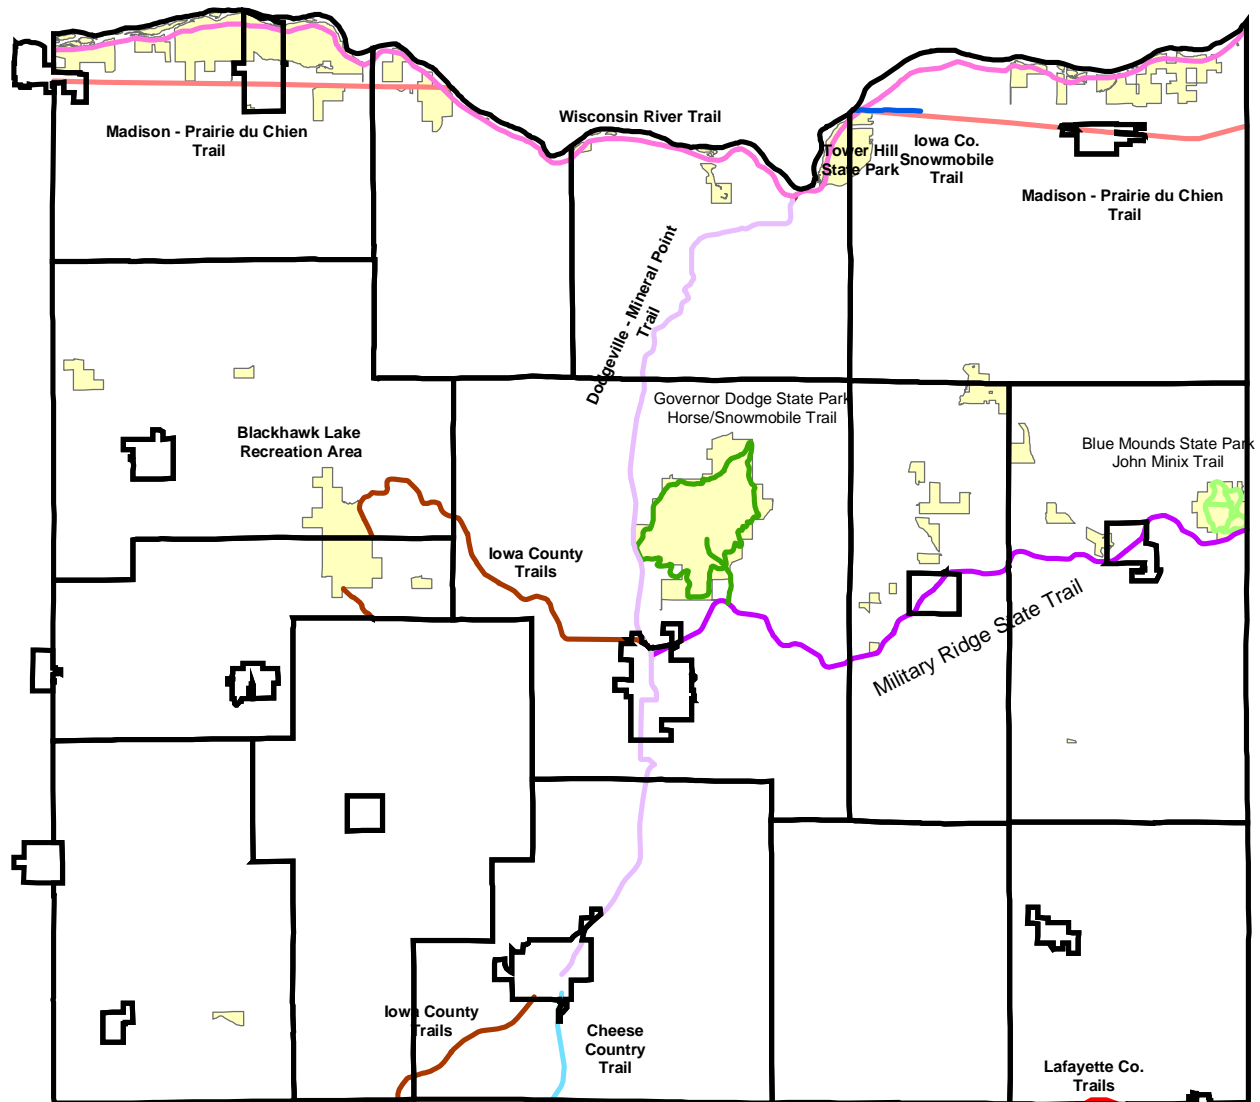 Madison - Prairie du Chien
Trail
Wisconsin River Trail
Tower Hill
State Park
Iowa Co.
Snowmobile
Trail
Madison - Prairie du Chien
Trail
Dodgeville - Mineral Point
Trail
Governor Dodge State Park
Horse/Snowmobile Trail
Blackhawk Lake
Recreation Area
Blue Mounds State Park
John Minix Trail
Iowa County
Trails
Military Ridge State Trail
Iowa County
Trails
Cheese
Country
Trail
Lafayette Co.
Trails